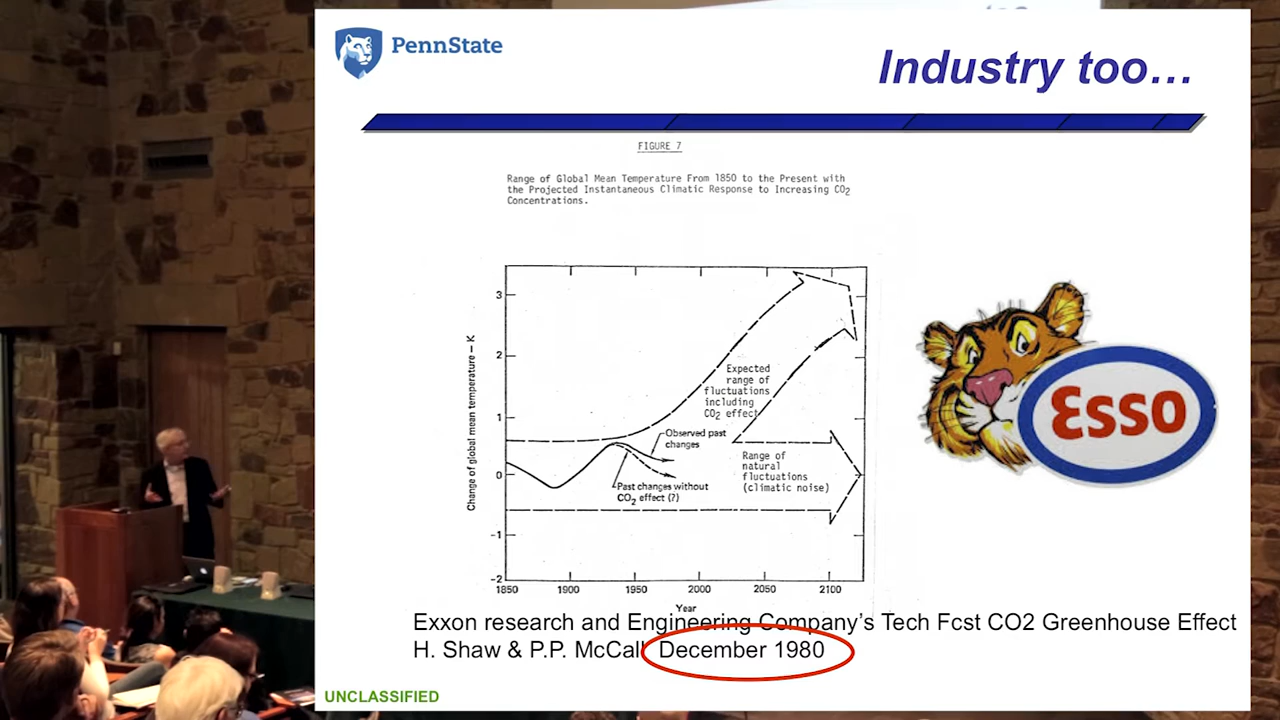 PennState
Industry too…
FIGURE 7
Range of Global Mean Temperature From 1850 to the Present with
the Projected Instantaneous Climatic Response to Increasing CO2
Concentrations.
3
2
1
0
-1
-2
Change of global mean temperature – K
Expected
range of
fluctuations
including
CO2 effect
Observed past
changes
Range of
natural
fluctuations
(climatic noise)
Past changes without
CO2 effect (?)
1850 1900 1950 2000 2050 2100
Year
Esso
Exxon research and Engineering Company's Tech Fcst CO2 Greenhouse Effect
H. Shaw & P.P. McCall December 1980
UNCLASSIFIED